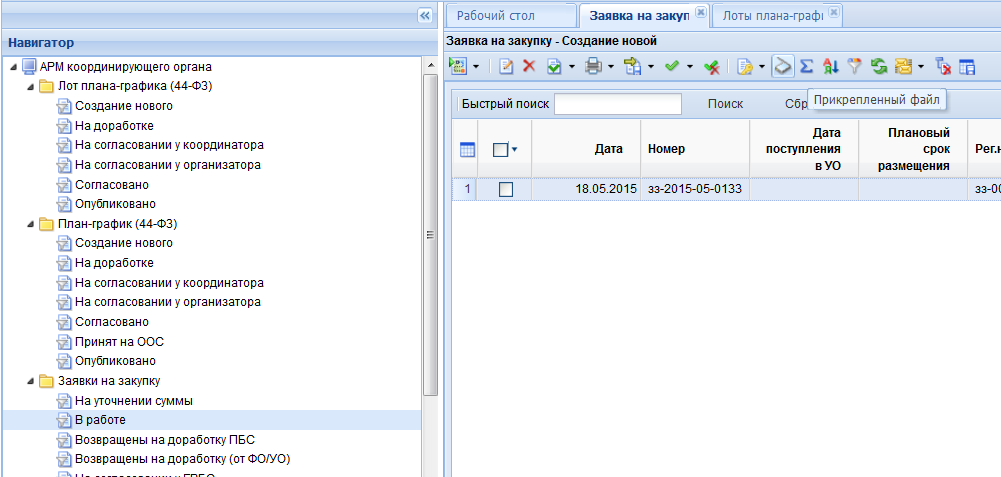 Навигатор
АРМ координирующего органа
Лот плана-графика (44-ФЗ)
Создание нового
На доработке
На согласовании у координатора
На согласовании у организатора
Согласовано
Опубликовано
План-график (44-ФЗ)
Создание нового
На доработке
На согласовании у координатора
На согласовании у организатора
Согласовано
Принят на ООС
Опубликовано
Заявки на закупку
На уточнении суммы
В работе
Возвращены на доработку ПБС
Возвращены на доработку (от ФО/УО)
Рабочий стол
Заявка на закуп
Лоты плана-граф
Заявка на закупку - Создание новой
Быстрый поиск
Поиск
Сбр
Прикрепленный файл
Дата
Номер
Дата
поступления
в УО
Плановый
срок
размещения
Рег.н
1
18.05.2015
зз-2015-05-0133
зз-00